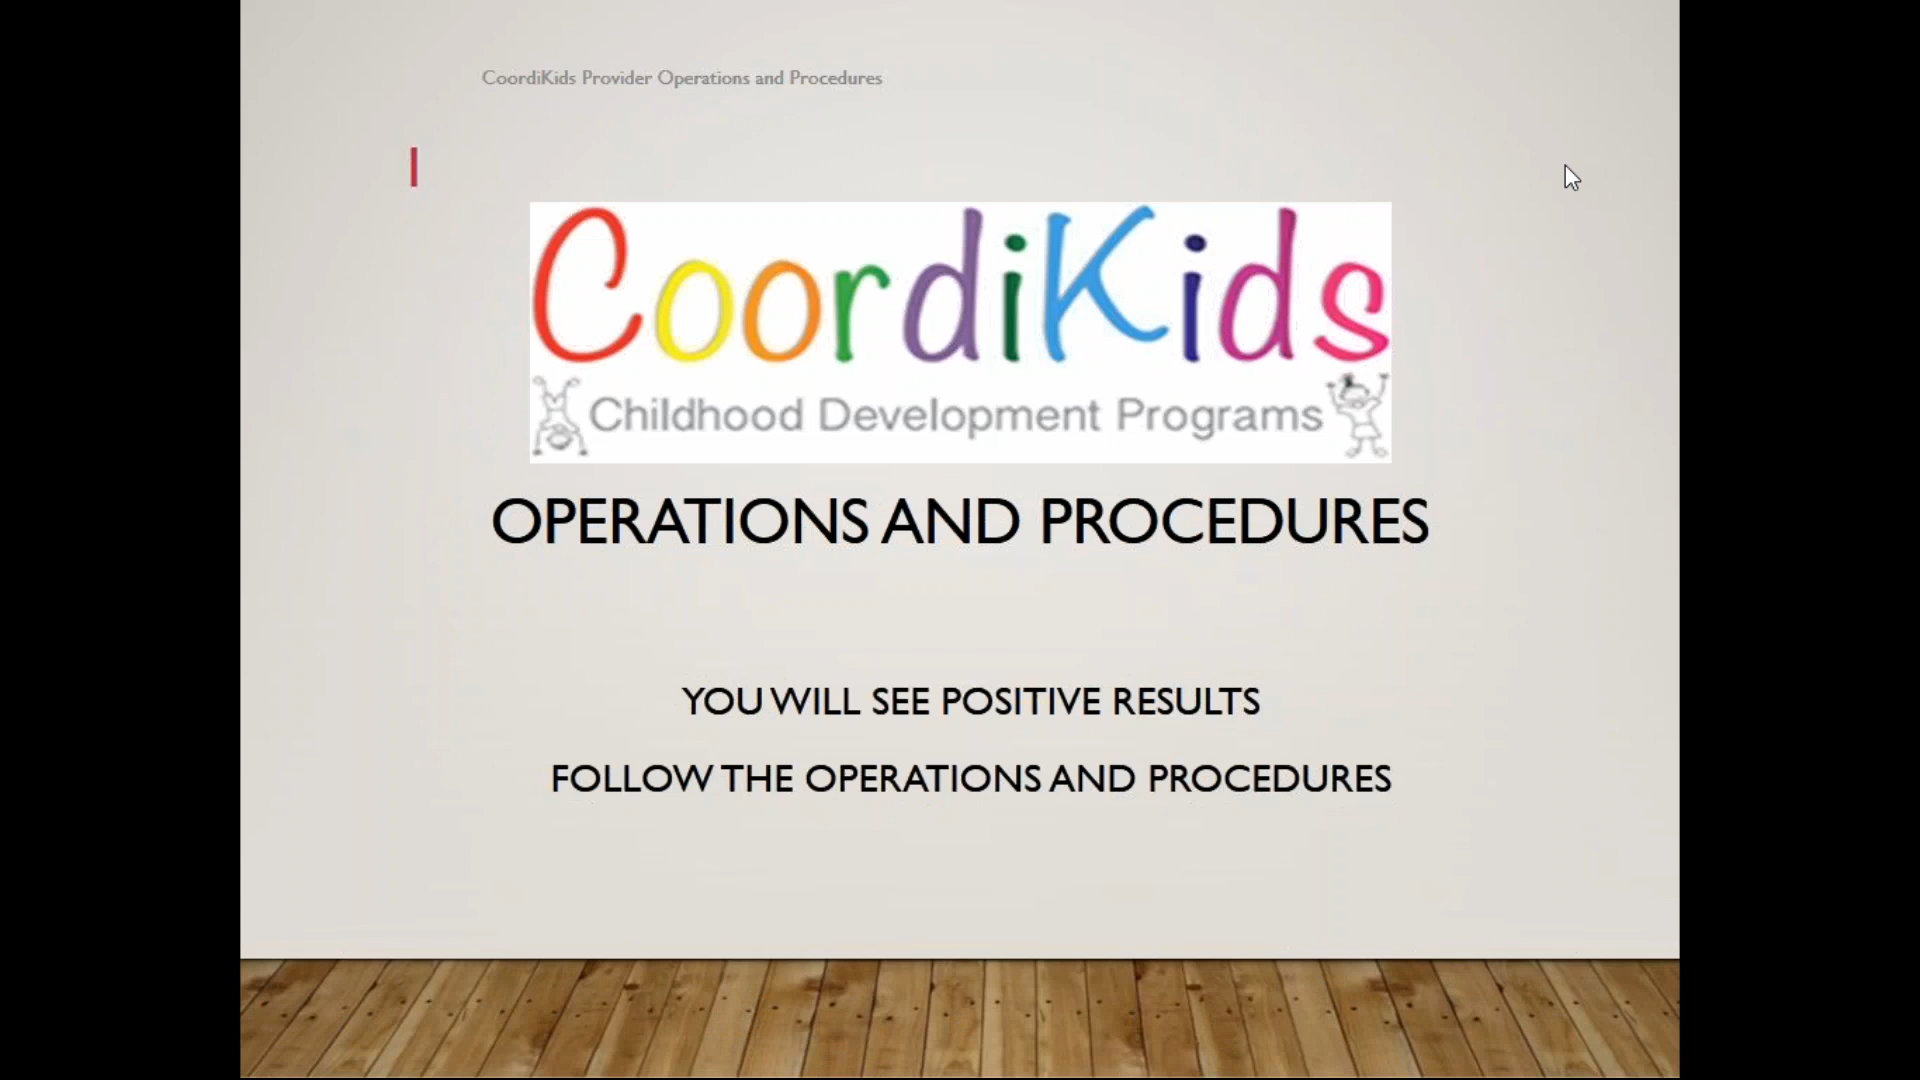 CoordiKids Provider Operations and Procedures
1
CoordiKids
Childhood Development Programs
OPERATIONS AND PROCEDURES
YOU WILL SEE POSITIVE RESULTS
FOLLOW THE OPERATIONS AND PROCEDURES